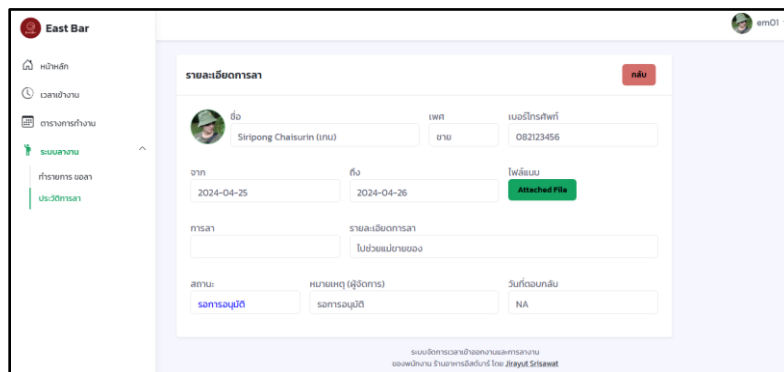 East Bar
em01
หน้าหลัก
เวลาเข้างาน
ตารางการทำงาน
ระบบลางาน
ทำรายการ ขอลา
ประวัติการลา
รายละเอียดการลา
กลับ
ชื่อ
เพศ
เบอร์โทรศัพท์
Siripong Chaisurin (เกน)
ชาย
082123456
จาก
ถึง
ไฟล์แนบ
2024-04-25
2024-04-26
Attached File
การลา
รายละเอียดการลา
ไปช่วยแม่ขายของ
สถานะ
หมายเหตุ (ผู้จัดการ)
วันที่ตอบกลับ
รอการอนุมัติ
รอการอนุมัติ
NA
ระบบจัดการเวลาเข้าออกงานและการลางาน
ของพนักงาน ร้านอาหารอีสต์บาร์ โดย Jirayut Srisawat